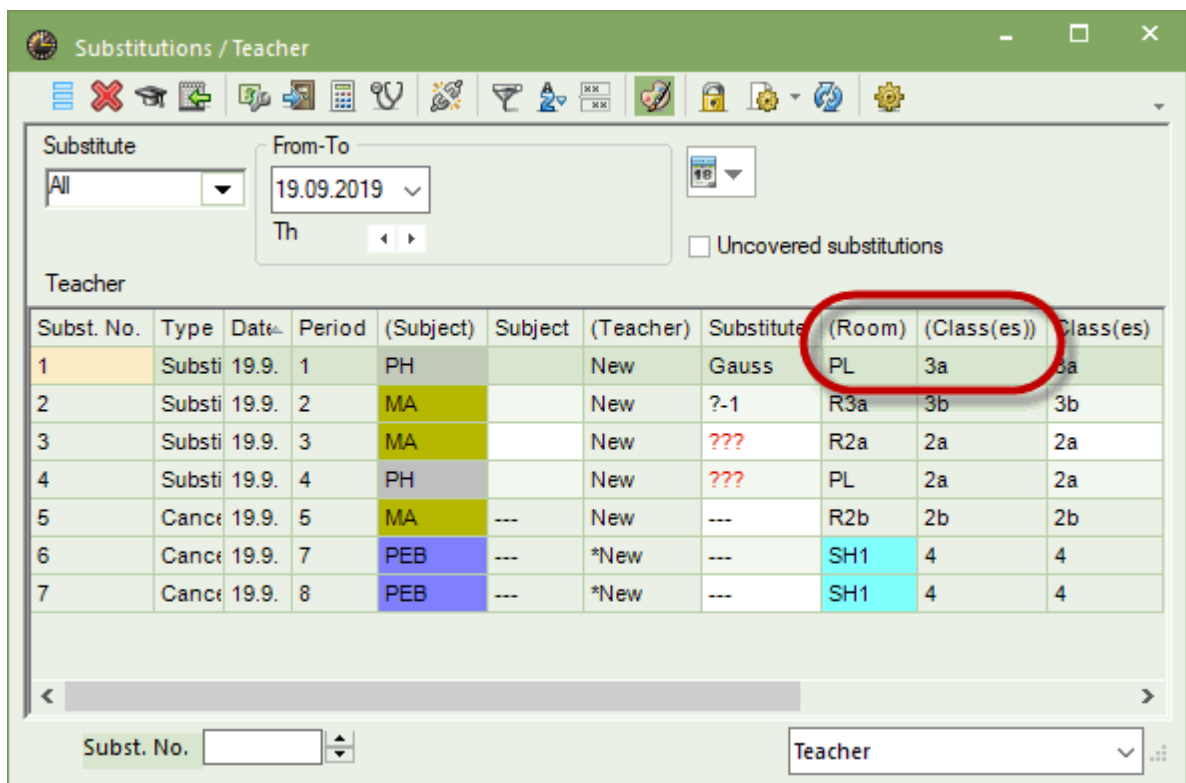 Substitutions / Teacher
Substitute
From-To
All
19.09.2019
18
Th
Uncovered substitutions
Teacher
Subst. No. Type Date Period (Subject) Subject (Teacher) Substitute (Room) (Class(es)) Class(es)
1 Substi 19.9. 1 PH New Gauss PL 3a 3a
2 Substi 19.9. 2 MA New ?-1 R3a 3b 3b
3 Substi 19.9. 3 MA New ??? R2a 2a 2a
4 Substi 19.9. 4 PH New ??? PL 2a 2a
5 Cance 19.9. 5 MA --- New --- R2b 2b 2b
6 Cance 19.9. 7 PEB --- *New --- SH1 4 4
7 Cance 19.9. 8 PEB --- *New --- SH1 4 4
Subst. No.
Teacher